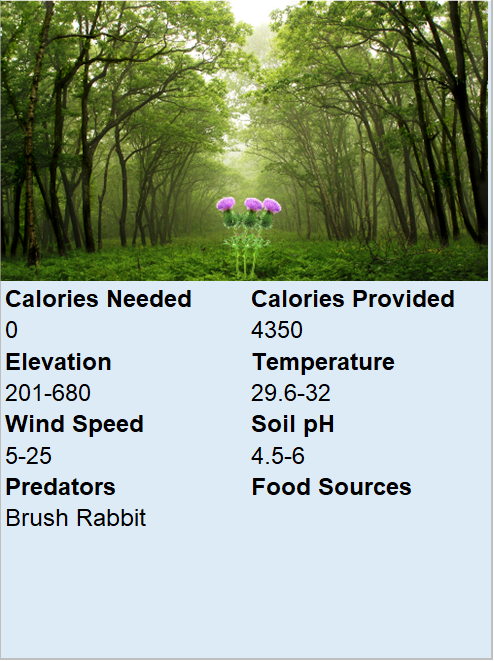 Calories Needed
Calories Provided
0
4350
Elevation
Temperature
201-680
29.6-32
Wind Speed
Soil pH
5-25
4.5-6
Predators
Food Sources
Brush Rabbit